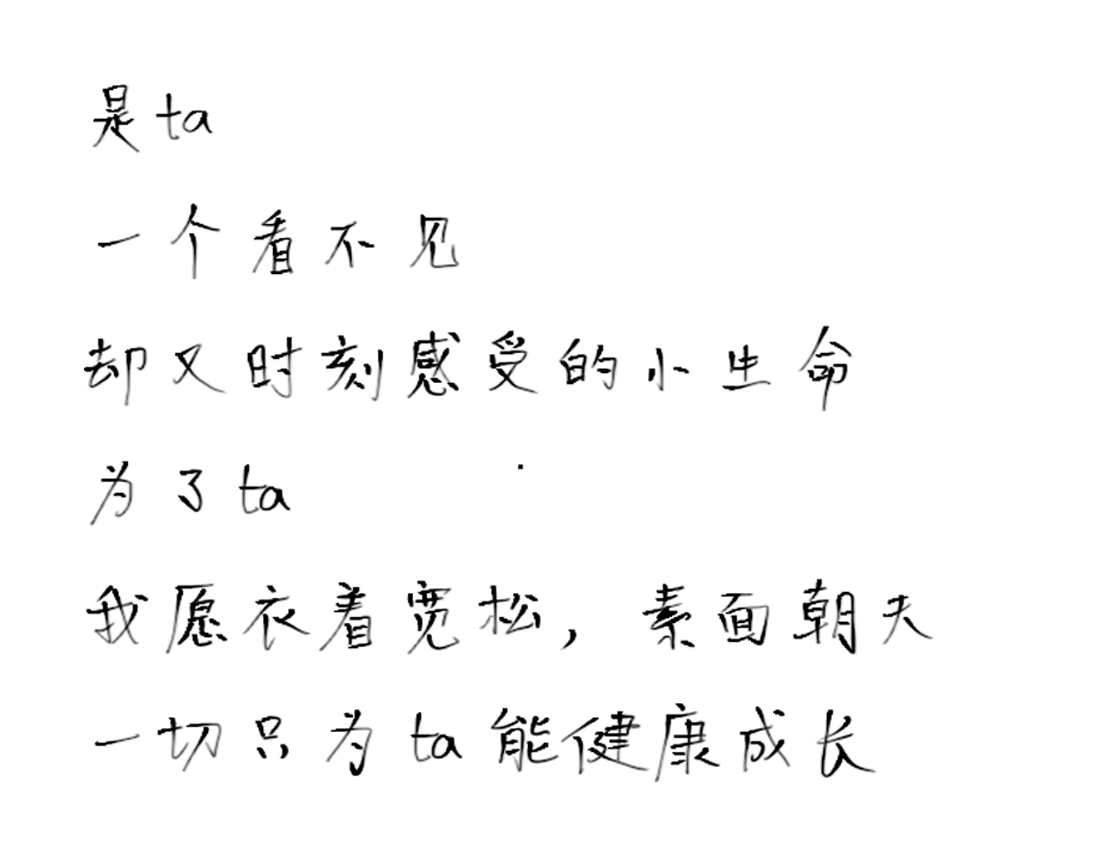 是ta
一个看不见
却又时刻感受的小生命
为了ta
我愿衣着宽松，素面朝天
一切只为ta能健康成长